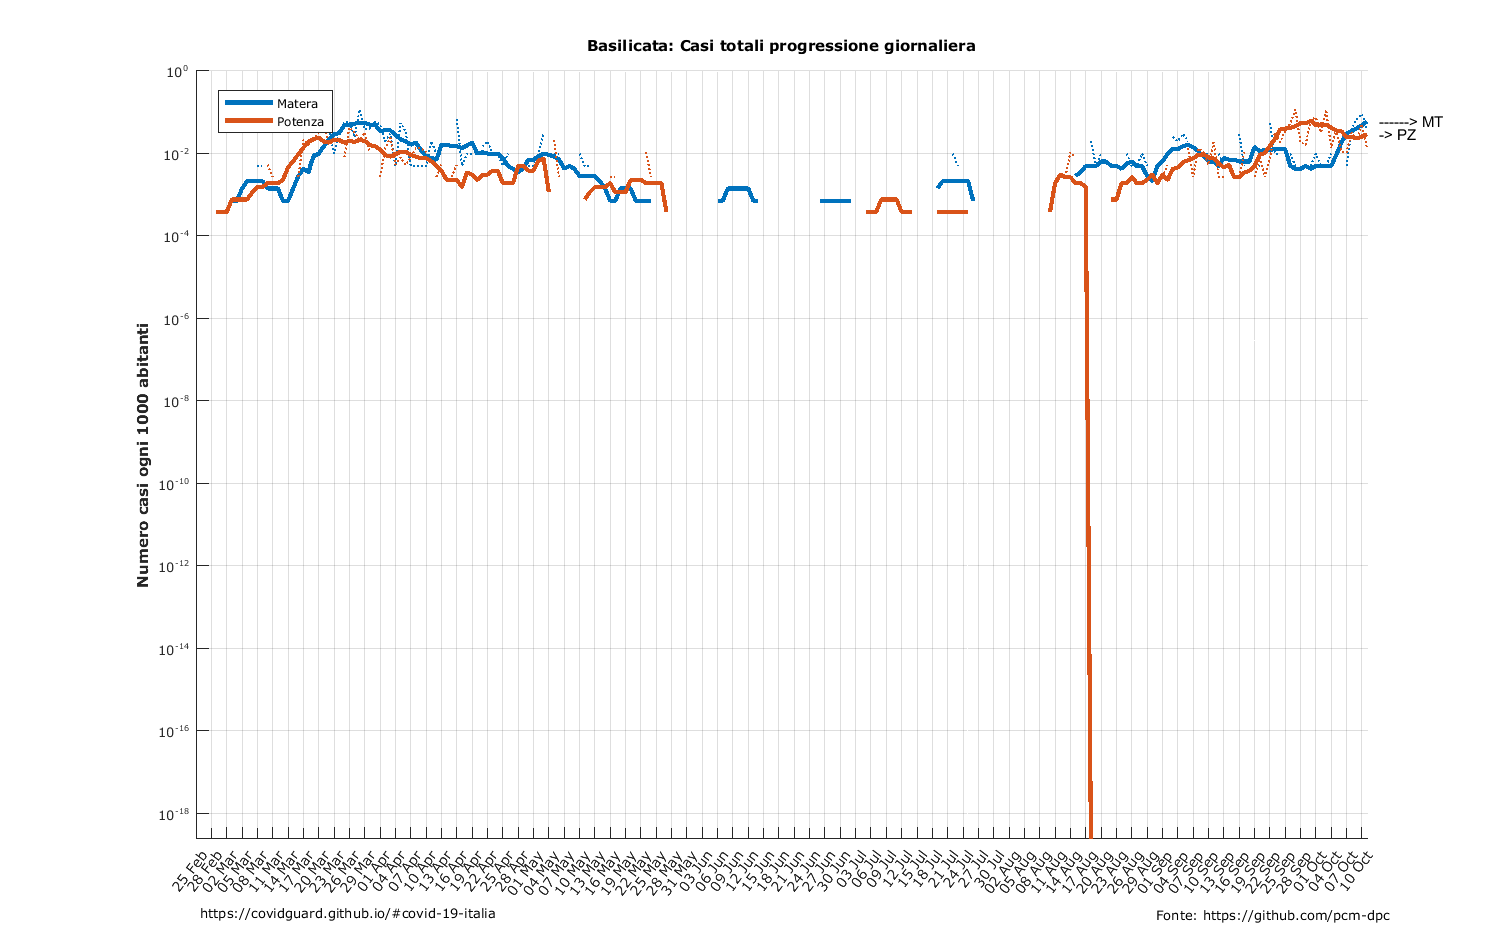 Basilicata: Casi totali progressione giornaliera
Numero casi ogni 1000 abitanti
10^0
10^-2
10^-4
10^-6
10^-8
10^-10
10^-12
10^-14
10^-16
10^-18
Matera
Potenza
------> MT
-> PZ
25 Feb
28 Feb
02 Mar
05 Mar
08 Mar
11 Mar
14 Mar
17 Mar
20 Mar
23 Mar
26 Mar
29 Mar
01 Apr
04 Apr
07 Apr
10 Apr
13 Apr
16 Apr
19 Apr
22 Apr
25 Apr
28 Apr
01 May
04 May
07 May
10 May
13 May
16 May
19 May
22 May
25 May
28 May
31 May
03 Jun
06 Jun
09 Jun
12 Jun
15 Jun
18 Jun
21 Jun
24 Jun
27 Jun
30 Jul
03 Jul
06 Jul
09 Jul
12 Jul
15 Jul
18 Jul
21 Jul
24 Jul
27 Jul
30 Jul
02 Aug
05 Aug
08 Aug
11 Aug
14 Aug
17 Aug
20 Aug
23 Aug
26 Aug
29 Aug
01 Sep
04 Sep
07 Sep
10 Sep
13 Sep
16 Sep
19 Sep
22 Sep
25 Sep
28 Sep
01 Oct
04 Oct
07 Oct
10 Oct
https://covidguard.github.io/#covid-19-italia
Fonte: https://github.com/pcm-dpc